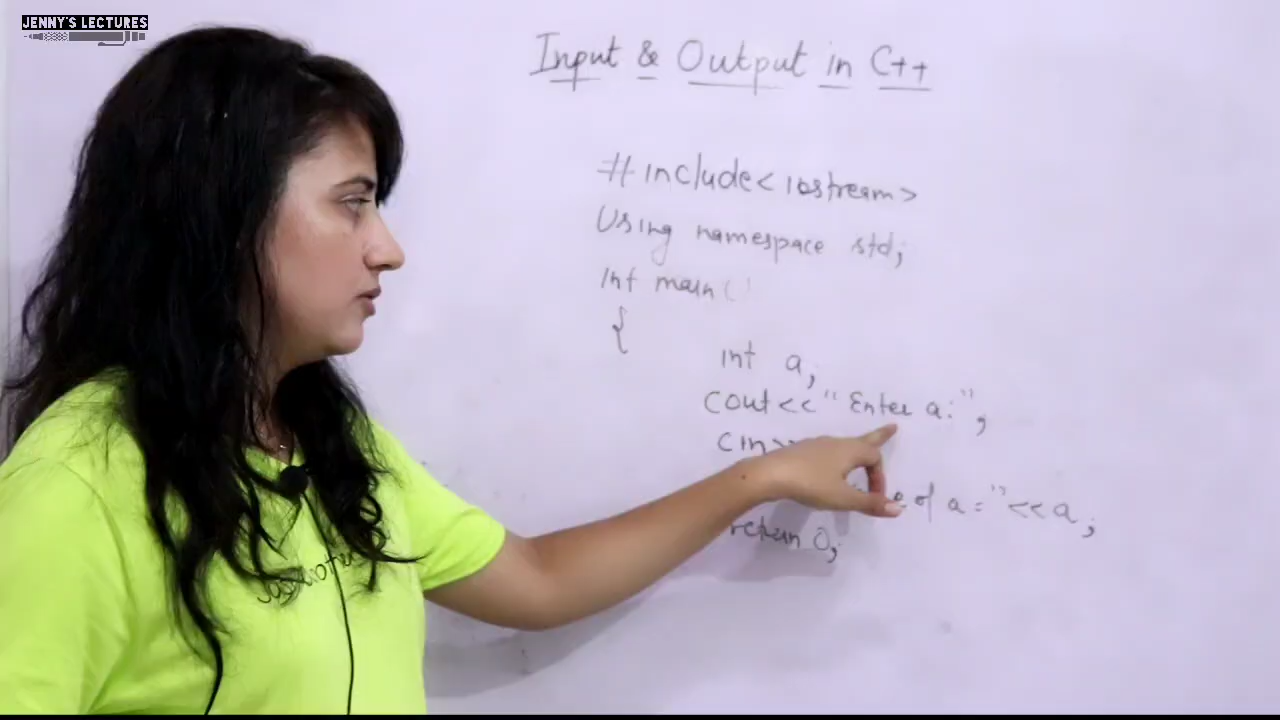 JENNY'S LECTURES
Input & Output in C++
#include<iostream>
Using namespace std;
int main(
{
int a;
cout<<"Enter a:";
cin>>
of a="<<a;
return 0;